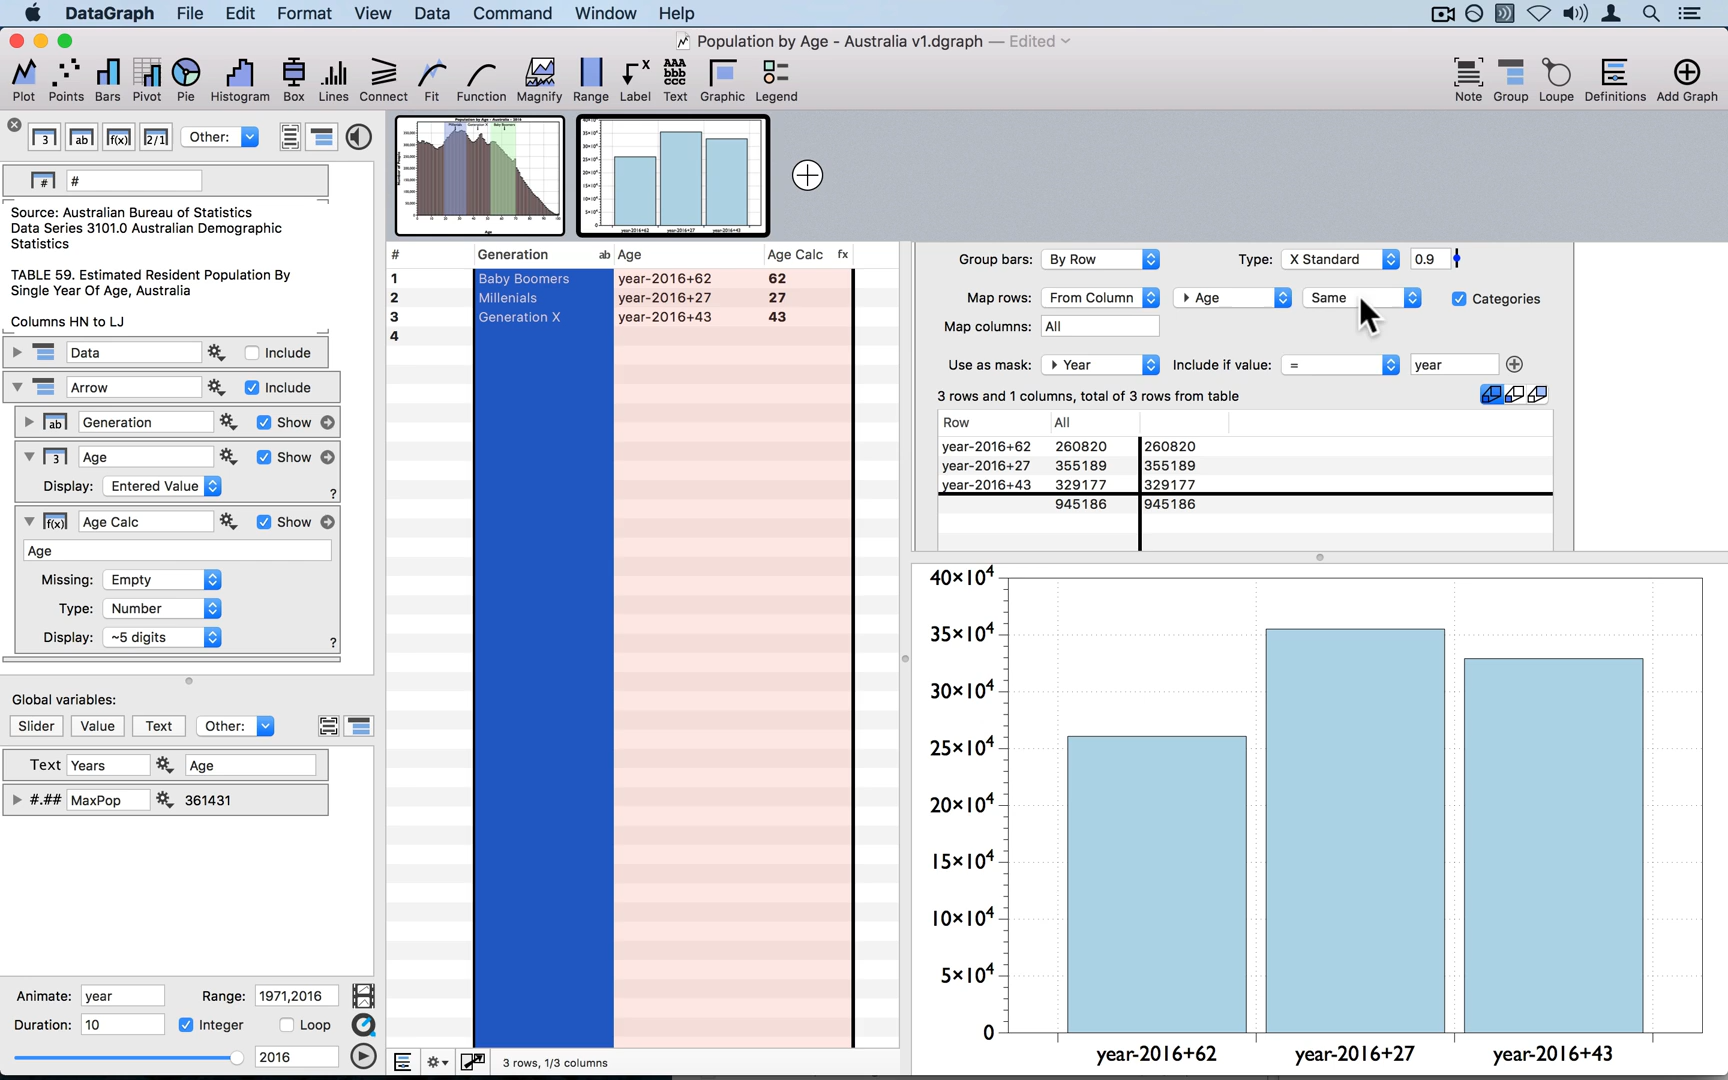 DataGraph File Edit Format View Data Command Window Help
Population by Age - Australia v1.dgraph — Edited
Plot Points Bars Pivot Pie Histogram Box Lines Connect Fit Function Magnify Range Label Text Graphic Legend
Note Group Loupe Definitions Add Graph
3 ab f(x) 2/1 Other:
# #
Source: Australian Bureau of Statistics
Data Series 3101.0 Australian Demographic
Statistics
TABLE 59. Estimated Resident Population By
Single Year Of Age, Australia
Columns HN to LJ
Data Include
Arrow Include
ab Generation Show
3 Age Show
Display: Entered Value ?
f(x) Age Calc Show
Age
Missing: Empty
Type: Number
Display: ~5 digits ?
Global variables:
Slider Value Text Other:
Text Years Age
#.## MaxPop 361431
Animate: year Range: 1971,2016
Duration: 10 Integer Loop
2016
# Generation ab Age Age Calc fx
1 Baby Boomers year-2016+62 62
2 Millenials year-2016+27 27
3 Generation X year-2016+43 43
4
3 rows, 1/3 columns
Group bars: By Row Type: X Standard 0.9
Map rows: From Column Age Same Categories
Map columns: All
Use as mask: Year Include if value: = year
3 rows and 1 columns, total of 3 rows from table
Row All
year-2016+62 260820 260820
year-2016+27 355189 355189
year-2016+43 329177 329177
945186 945186
40×10⁴
35×10⁴
30×10⁴
25×10⁴
20×10⁴
15×10⁴
10×10⁴
5×10⁴
0
year-2016+62 year-2016+27 year-2016+43